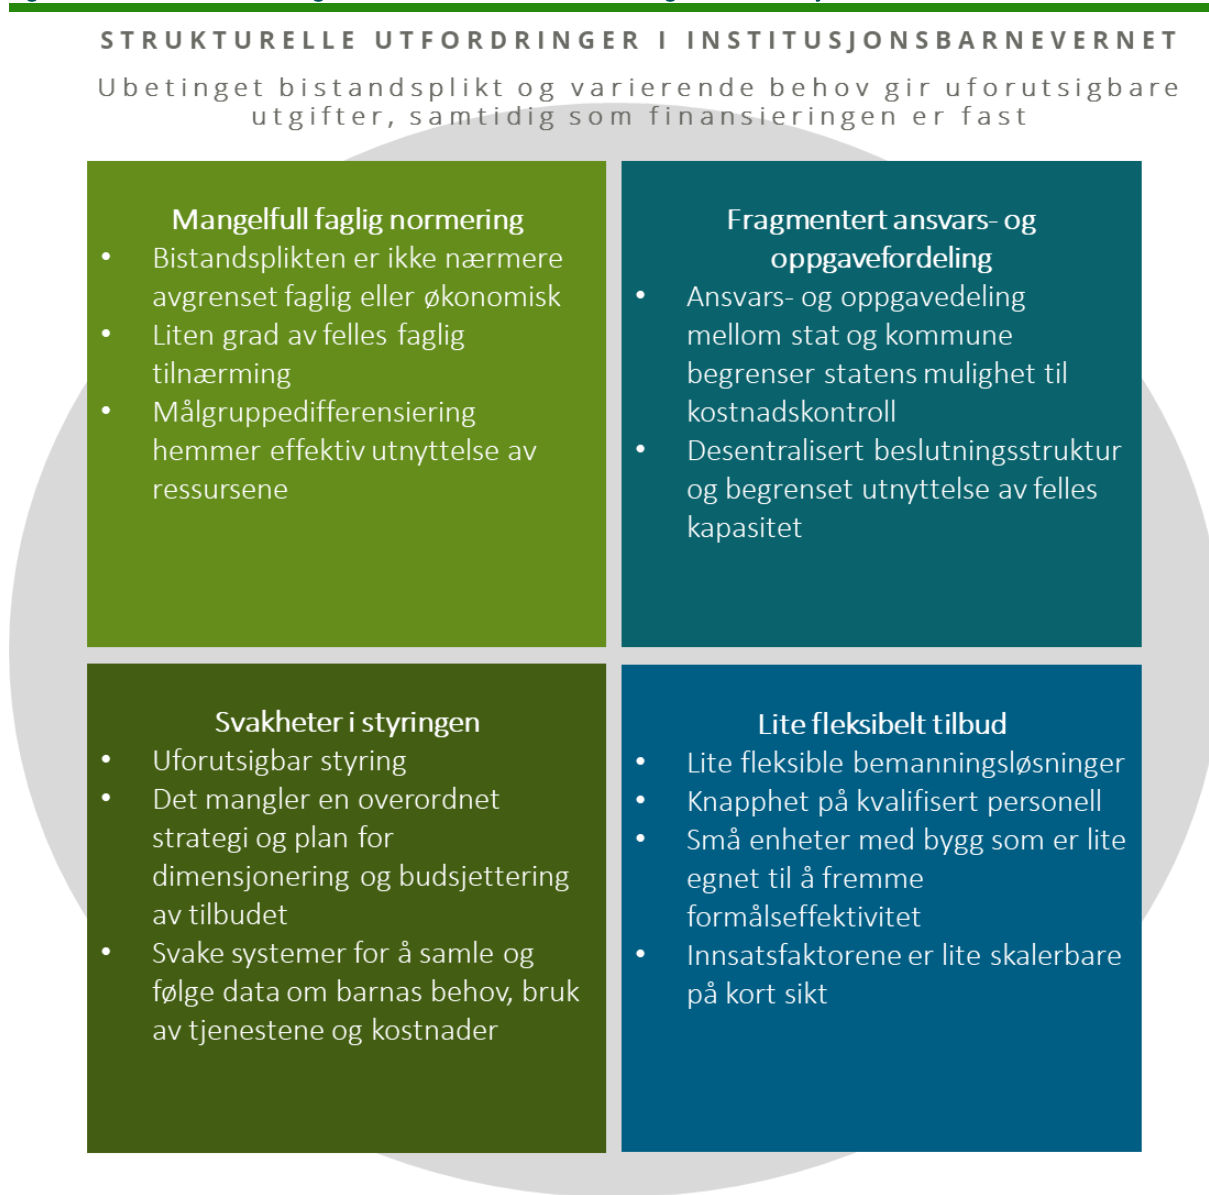 STRUKTURELLE UTFORDRINGER I INSTITUSJONSBARNEVERNET
Ubetinget bistandsplikt og varierende behov gir uforutsigbare
utgifter, samtidig som finansieringen er fast
Mangelfull faglig normering
• Bistandsplikten er ikke nærmere
avgrenset faglig eller økonomisk
• Liten grad av felles faglig
tilnærming
• Målgruppedifferensiering
hemmer effektiv utnyttelse av
ressursene
Fragmentert ansvars- og
oppgavefordeling
• Ansvars- og oppgavedeling
mellom stat og kommune
begrenser statens mulighet til
kostnadskontroll
• Desentralisert beslutningsstruktur
og begrenset utnyttelse av felles
kapasitet
Svakheter i styringen
• Uforutsigbar styring
• Det mangler en overordnet
strategi og plan for
dimensjonering og budsjettering
av tilbudet
• Svake systemer for å samle og
følge data om barnas behov, bruk
av tjenestene og kostnader
Lite fleksibelt tilbud
• Lite fleksible bemanningsløsninger
• Knapphet på kvalifisert personell
• Små enheter med bygg som er lite
egnet til å fremme
formålseffektivitet
• Innsatsfaktorene er lite skalerbare
på kort sikt